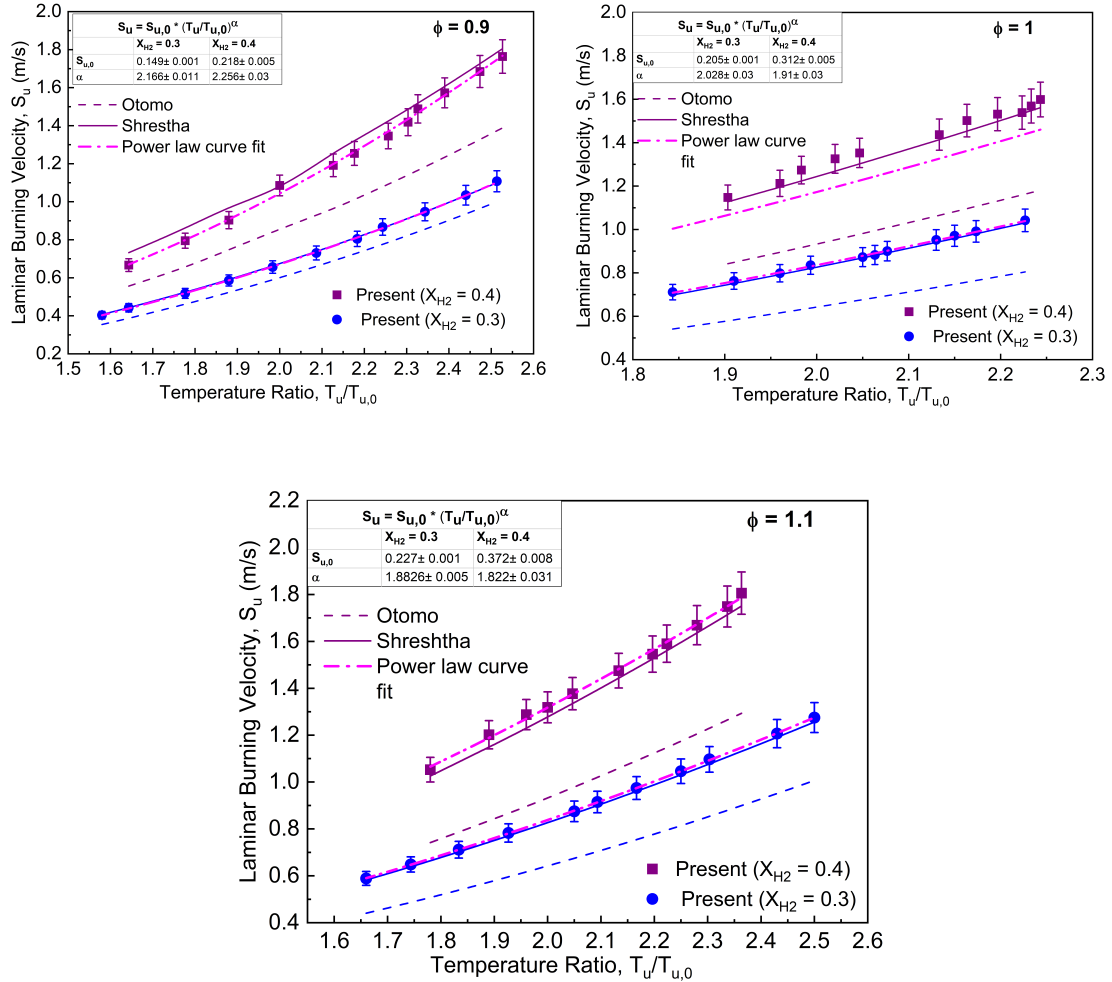 S_u = S_u,0 * (T_u/T_u,0)^α
X_H2 = 0.3 X_H2 = 0.4
S_u,0 0.149± 0.001 0.218± 0.005
α 2.166± 0.011 2.256± 0.03
ϕ = 0.9
Otomo
Shrestha
Power law curve fit
Present (X_H2 = 0.4)
Present (X_H2 = 0.3)
Laminar Burning Velocity, S_u (m/s)
2.0
1.8
1.6
1.4
1.2
1.0
0.8
0.6
0.4
0.2
1.5 1.6 1.7 1.8 1.9 2.0 2.1 2.2 2.3 2.4 2.5 2.6
Temperature Ratio, T_u/T_u,0
S_u = S_u,0 * (T_u/T_u,0)^α
X_H2 = 0.3 X_H2 = 0.4
S_u,0 0.205± 0.001 0.312± 0.005
α 2.028± 0.03 1.91± 0.03
ϕ = 1
Otomo
Shrestha
Power law curve
fit
Present (X_H2 = 0.4)
Present (X_H2 = 0.3)
Laminar Burning Velocity, S_u (m/s)
2.0
1.8
1.6
1.4
1.2
1.0
0.8
0.6
0.4
1.8 1.9 2.0 2.1 2.2 2.3
Temperature Ratio, T_u/T_u,0
S_u = S_u,0 * (T_u/T_u,0)^α
X_H2 = 0.3 X_H2 = 0.4
S_u,0 0.227± 0.001 0.372± 0.008
α 1.8826± 0.005 1.822± 0.031
ϕ = 1.1
Otomo
Shreshtha
Power law curve
fit
Present (X_H2 = 0.4)
Present (X_H2 = 0.3)
Laminar Burning Velocity, S_u (m/s)
2.2
2.0
1.8
1.6
1.4
1.2
1.0
0.8
0.6
0.4
1.6 1.7 1.8 1.9 2.0 2.1 2.2 2.3 2.4 2.5 2.6
Temperature Ratio, T_u/T_u,0